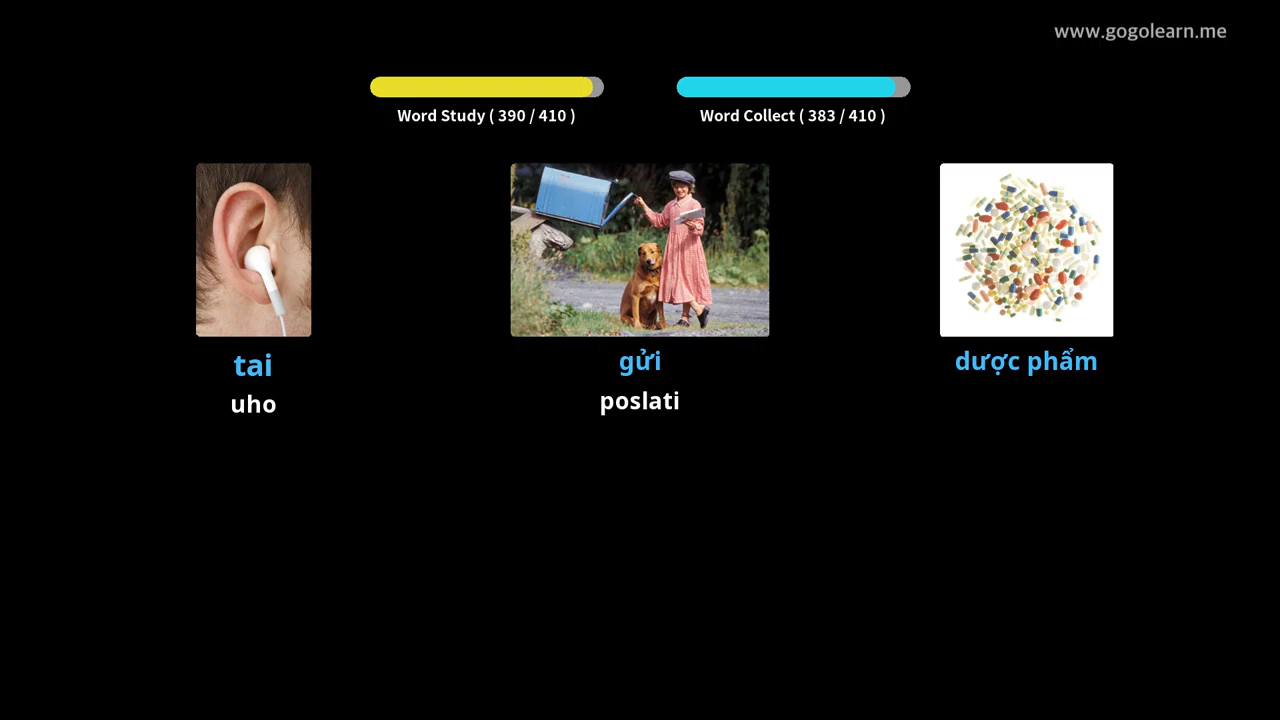 www.gogolearn.me
Word Study ( 390 / 410 )
Word Collect ( 383 / 410 )
tai
uho
gửi
poslati
dược phẩm